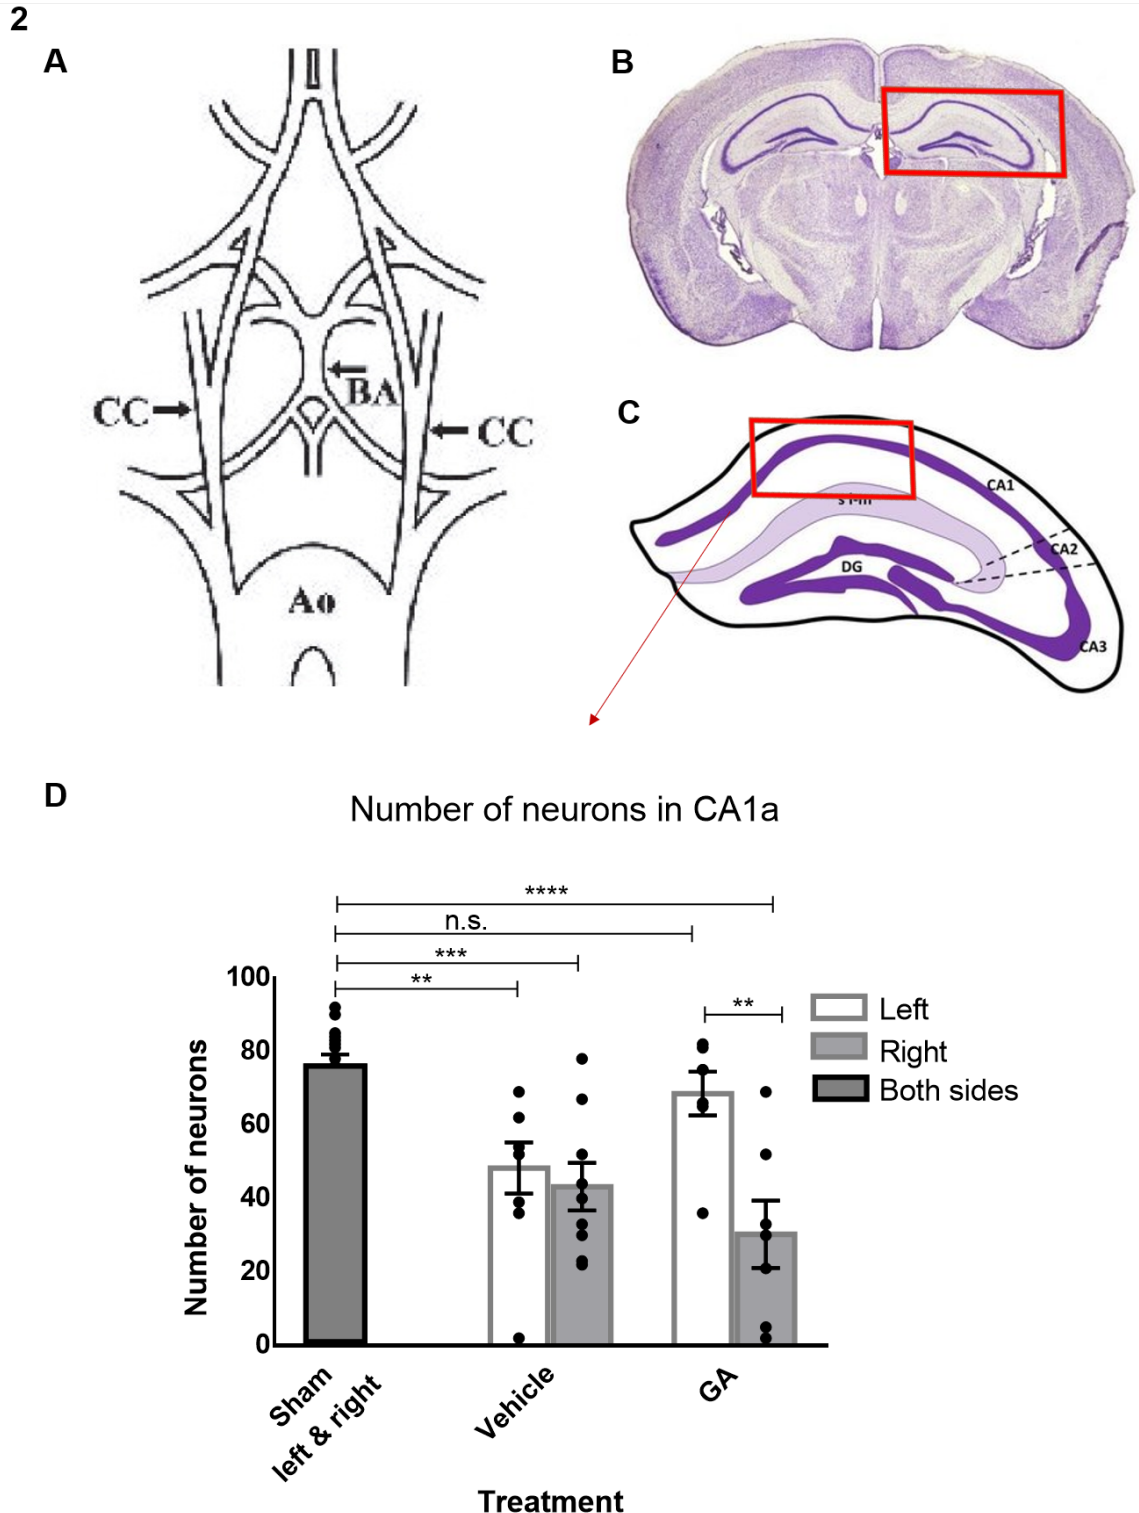 2
A
B
CC
BA
CC
Ao
C
CA1
CA2
DG
CA3
D
Number of neurons in CA1a
****
n.s.
***
**
**
100
80
60
40
20
0
Number of neurons
Left
Right
Both sides
Sham
left & right
Vehicle
GA
Treatment